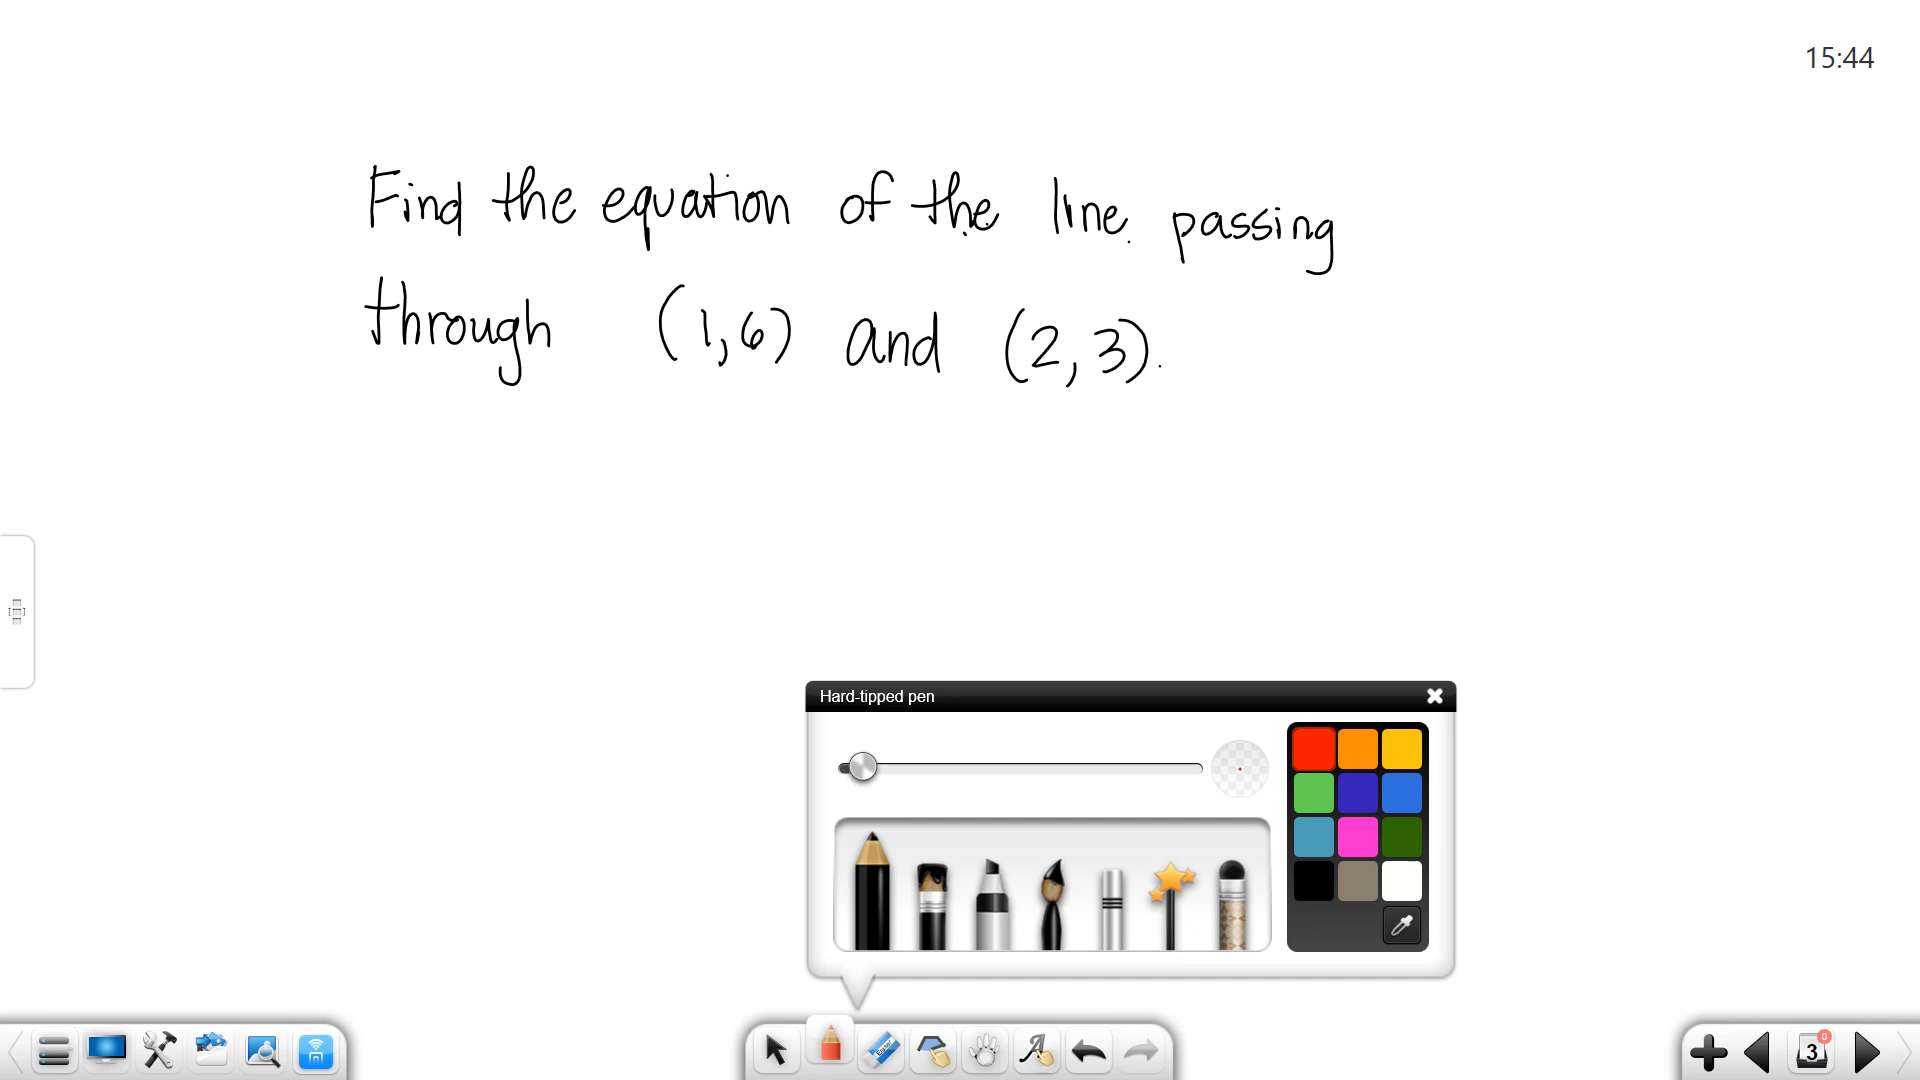 15:44
Find the equation of the line passing
through (1,6) and (2,3).
Hard-tipped pen
Eraser
A
3
0